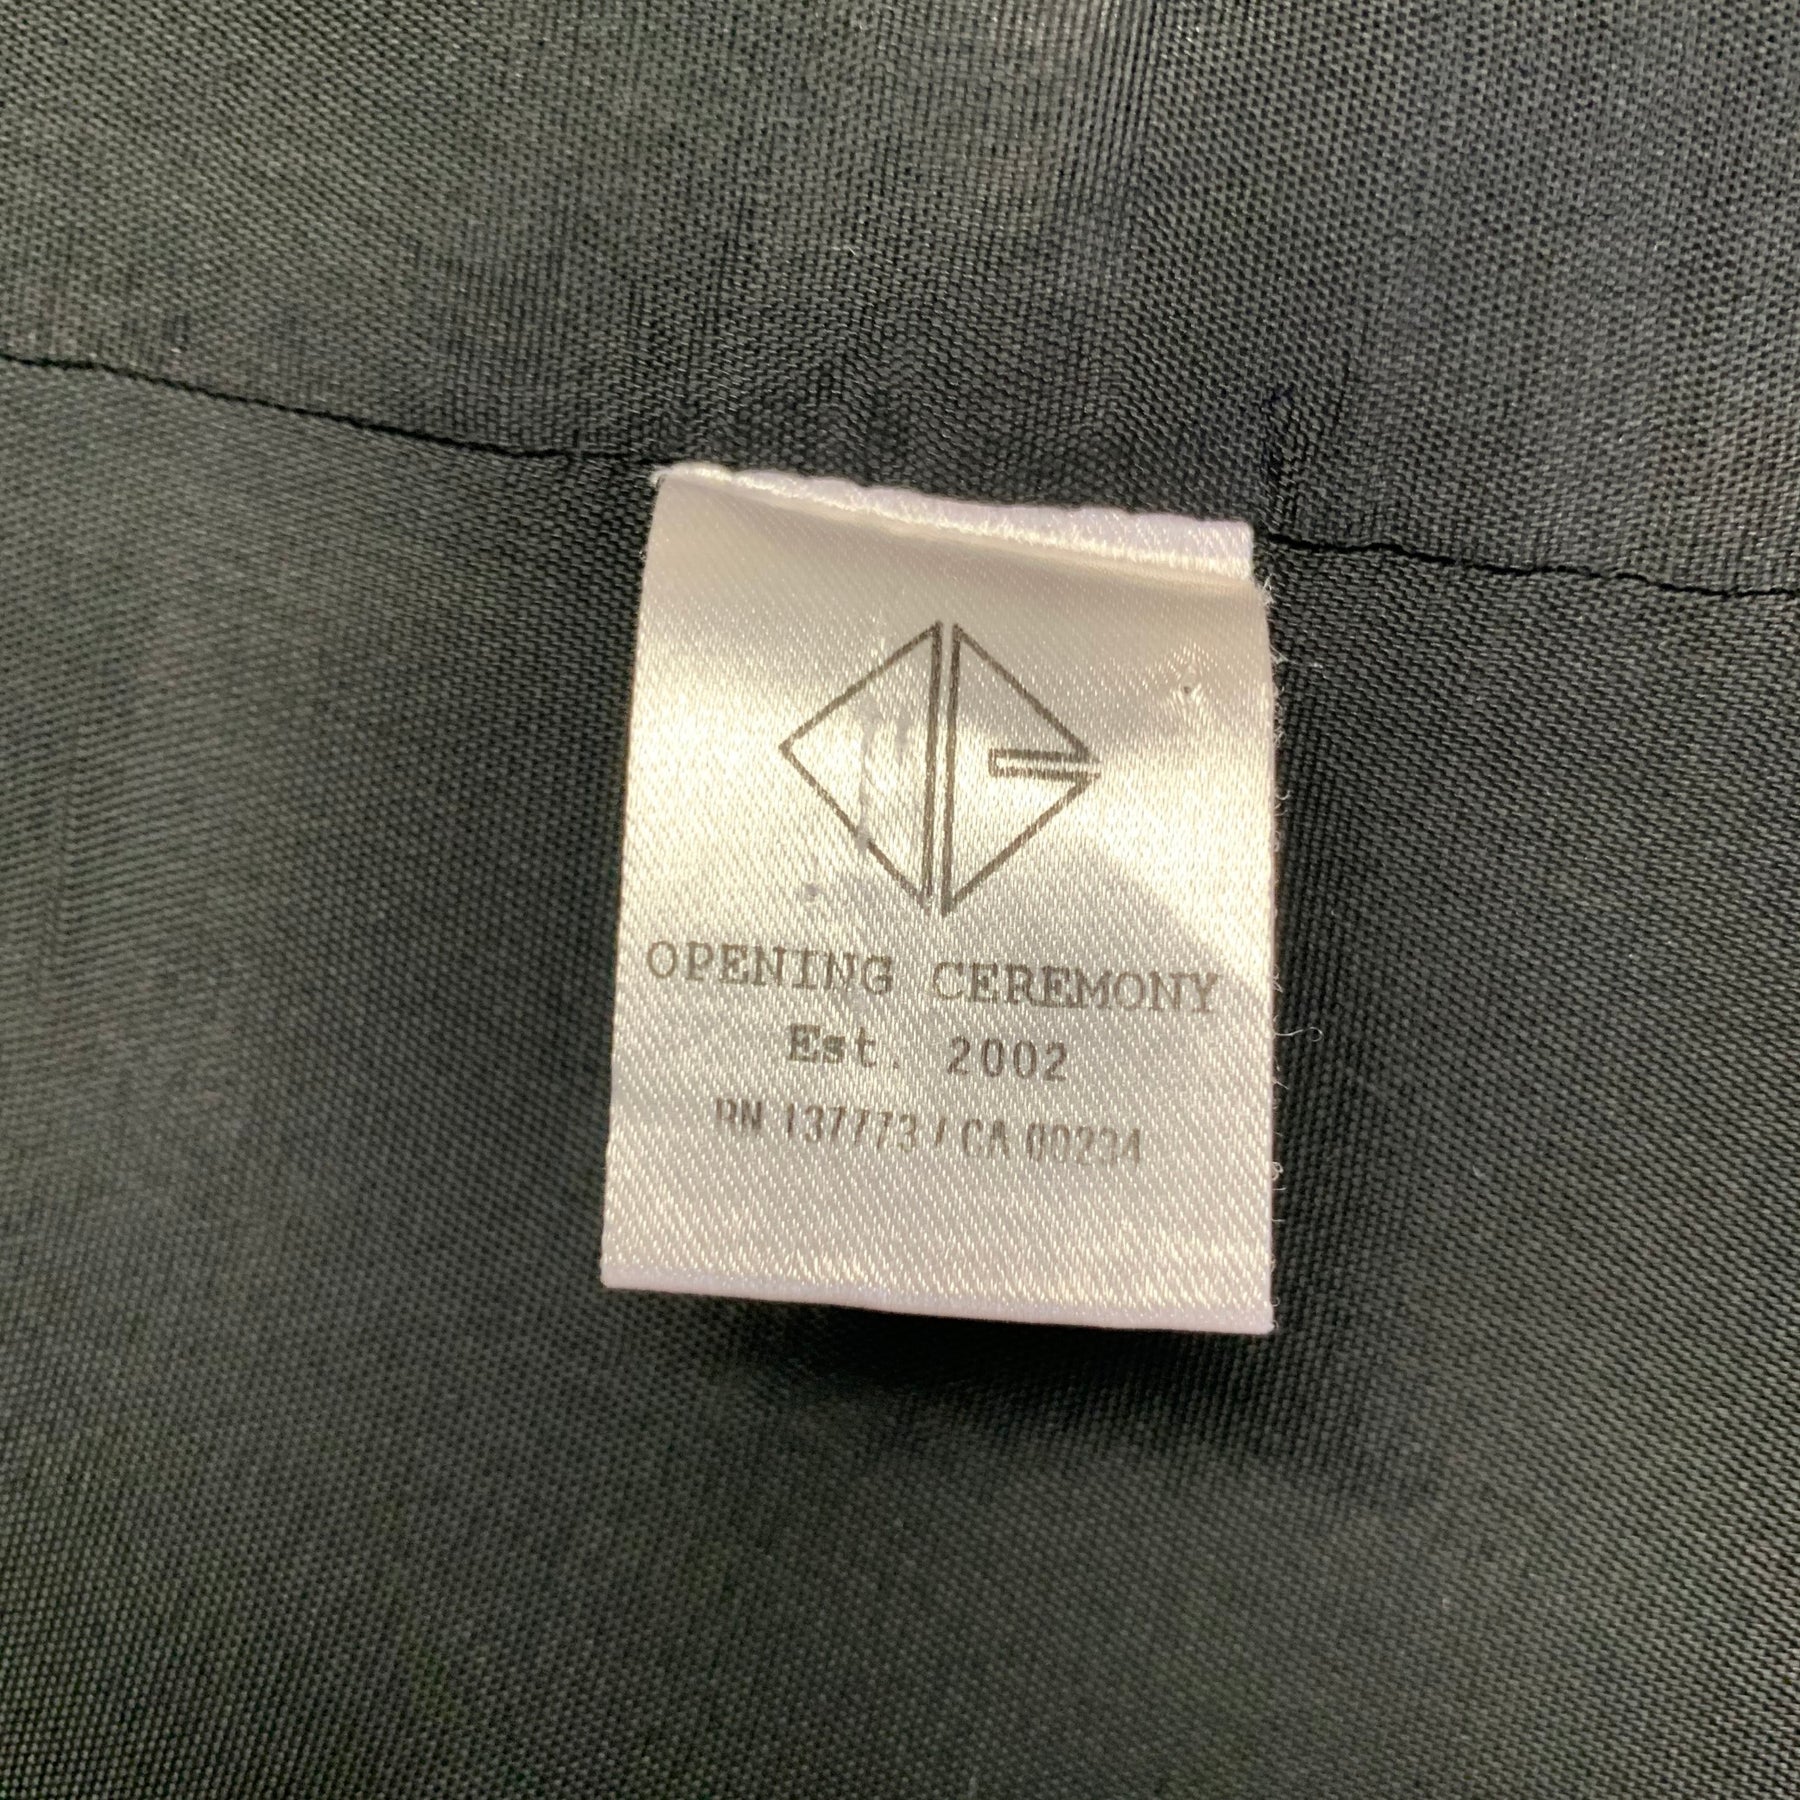 OPENING CEREMONY
Est. 2002
RN 137773 / CA 00234